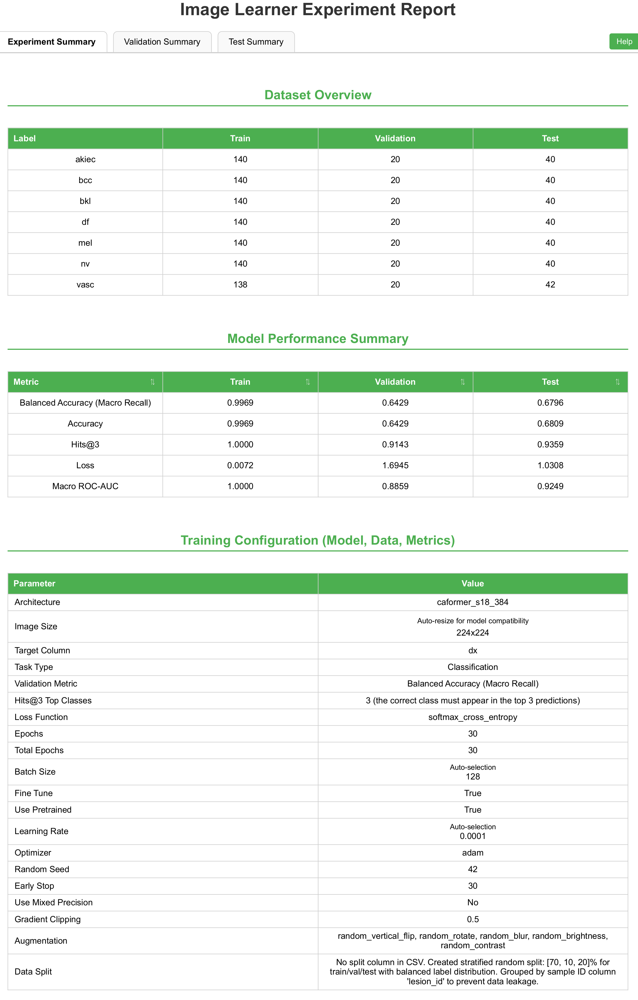 Image Learner Experiment Report
Experiment Summary
Validation Summary
Test Summary
Help
Dataset Overview
Label Train Validation Test
akiec 140 20 40
bcc 140 20 40
bkl 140 20 40
df 140 20 40
mel 140 20 40
nv 140 20 40
vasc 138 20 42
Model Performance Summary
Metric ⇅ Train ⇅ Validation ⇅ Test ⇅
Balanced Accuracy (Macro Recall) 0.9969 0.6429 0.6796
Accuracy 0.9969 0.6429 0.6809
Hits@3 1.0000 0.9143 0.9359
Loss 0.0072 1.6945 1.0308
Macro ROC-AUC 1.0000 0.8859 0.9249
Training Configuration (Model, Data, Metrics)
Parameter Value
Architecture caformer_s18_384
Image Size Auto-resize for model compatibility
224x224
Target Column dx
Task Type Classification
Validation Metric Balanced Accuracy (Macro Recall)
Hits@3 Top Classes 3 (the correct class must appear in the top 3 predictions)
Loss Function softmax_cross_entropy
Epochs 30
Total Epochs 30
Batch Size Auto-selection
128
Fine Tune True
Use Pretrained True
Learning Rate Auto-selection
0.0001
Optimizer adam
Random Seed 42
Early Stop 30
Use Mixed Precision No
Gradient Clipping 0.5
Augmentation random_vertical_flip, random_rotate, random_blur, random_brightness,
random_contrast
Data Split No split column in CSV. Created stratified random split: [70, 10, 20]% for
train/val/test with balanced label distribution. Grouped by sample ID column
'lesion_id' to prevent data leakage.